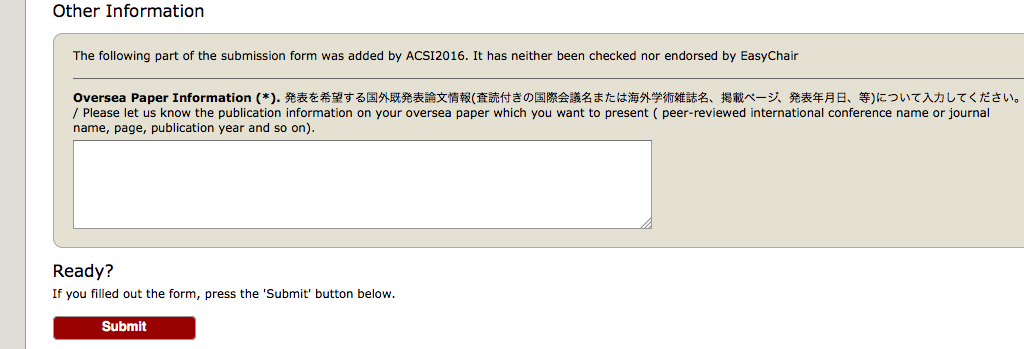 Other Information
The following part of the submission form was added by ACSI2016. It has neither been checked nor endorsed by EasyChair
Oversea Paper Information (*). 発表を希望する国外既発表論文情報(査読付きの国際会議名または海外学術雑誌名、掲載ページ、発表年月日、等)について入力してください。
/ Please let us know the publication information on your oversea paper which you want to present ( peer-reviewed international conference name or journal
name, page, publication year and so on).
Ready?
If you filled out the form, press the 'Submit' button below.
Submit